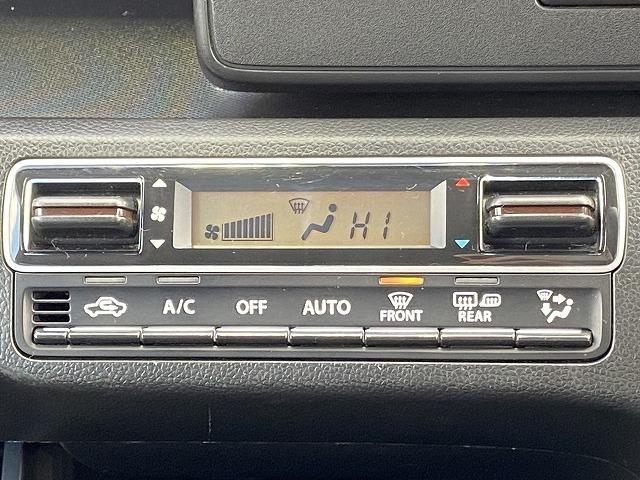 HI
A/C OFF AUTO FRONT REAR